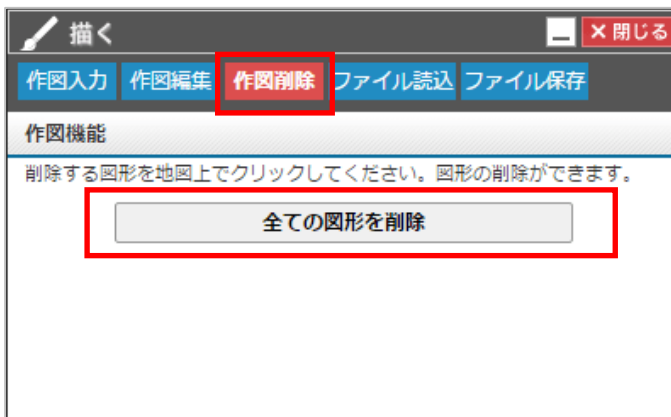 描く
×閉じる
作図入力 作図編集 作図削除 ファイル読込 ファイル保存
作図機能
削除する図形を地図上でクリックしてください。図形の削除ができます。
全ての図形を削除